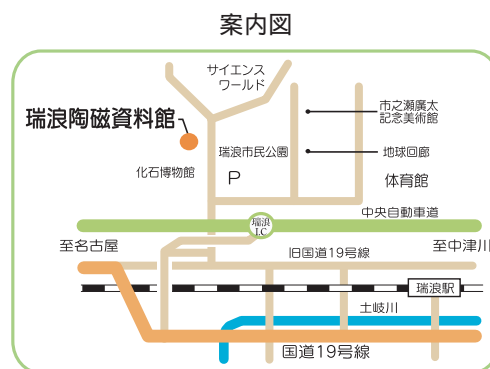 案内図
サイエンス
ワールド
瑞浪陶磁資料館
市之瀬廣太
記念美術館
瑞浪市民公園
地球回廊
化石博物館
P
体育館
中央自動車道
瑞浪
I.C
至名古屋
旧国道19号線
至中津川
瑞浪駅
土岐川
国道19号線